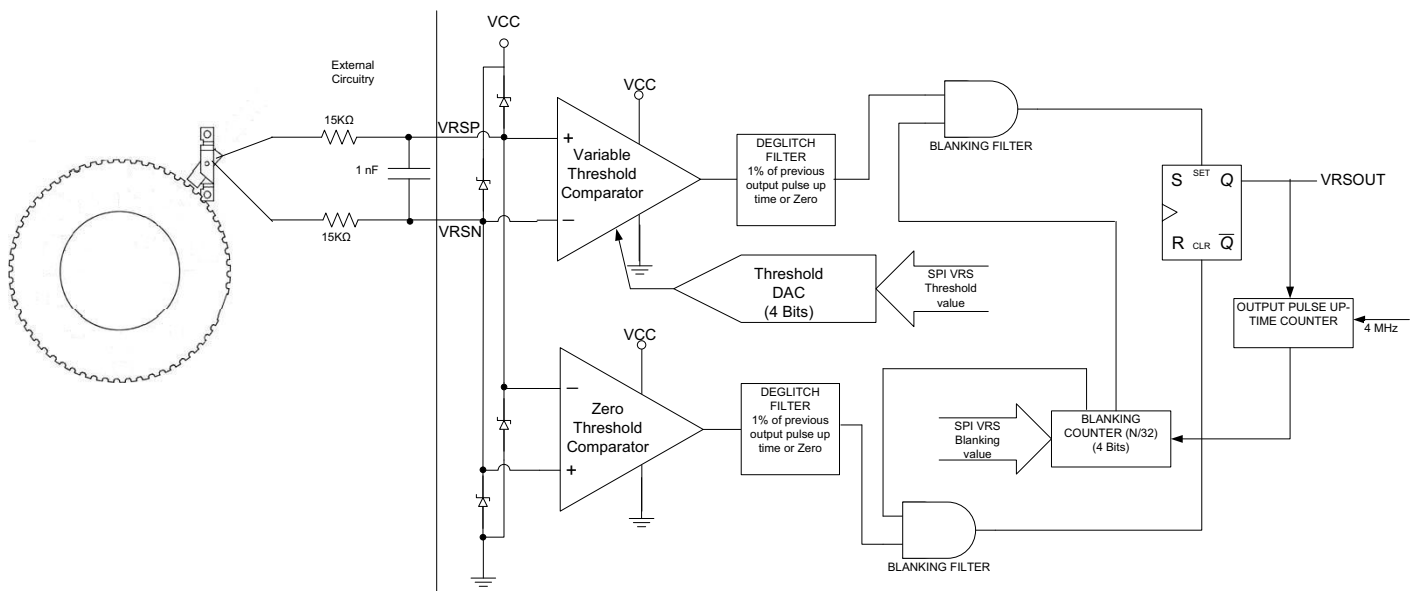 External
Circuitry
15KΩ
1 nF
15KΩ
VRSP
VRSN
VCC
VCC
+
Variable
Threshold
Comparator
−
DEGLITCH
FILTER
1% of previous
output pulse up
time or Zero
BLANKING FILTER
S SET Q
R CLR Q̅
VRSOUT
Threshold
DAC
(4 Bits)
SPI VRS
Threshold
value
OUTPUT PULSE UP-
TIME COUNTER
4 MHz
VCC
−
Zero
Threshold
Comparator
+
DEGLITCH
FILTER
1% of previous
output pulse up
time or Zero
SPI VRS
Blanking
value
BLANKING
COUNTER (N/32)
(4 Bits)
BLANKING FILTER